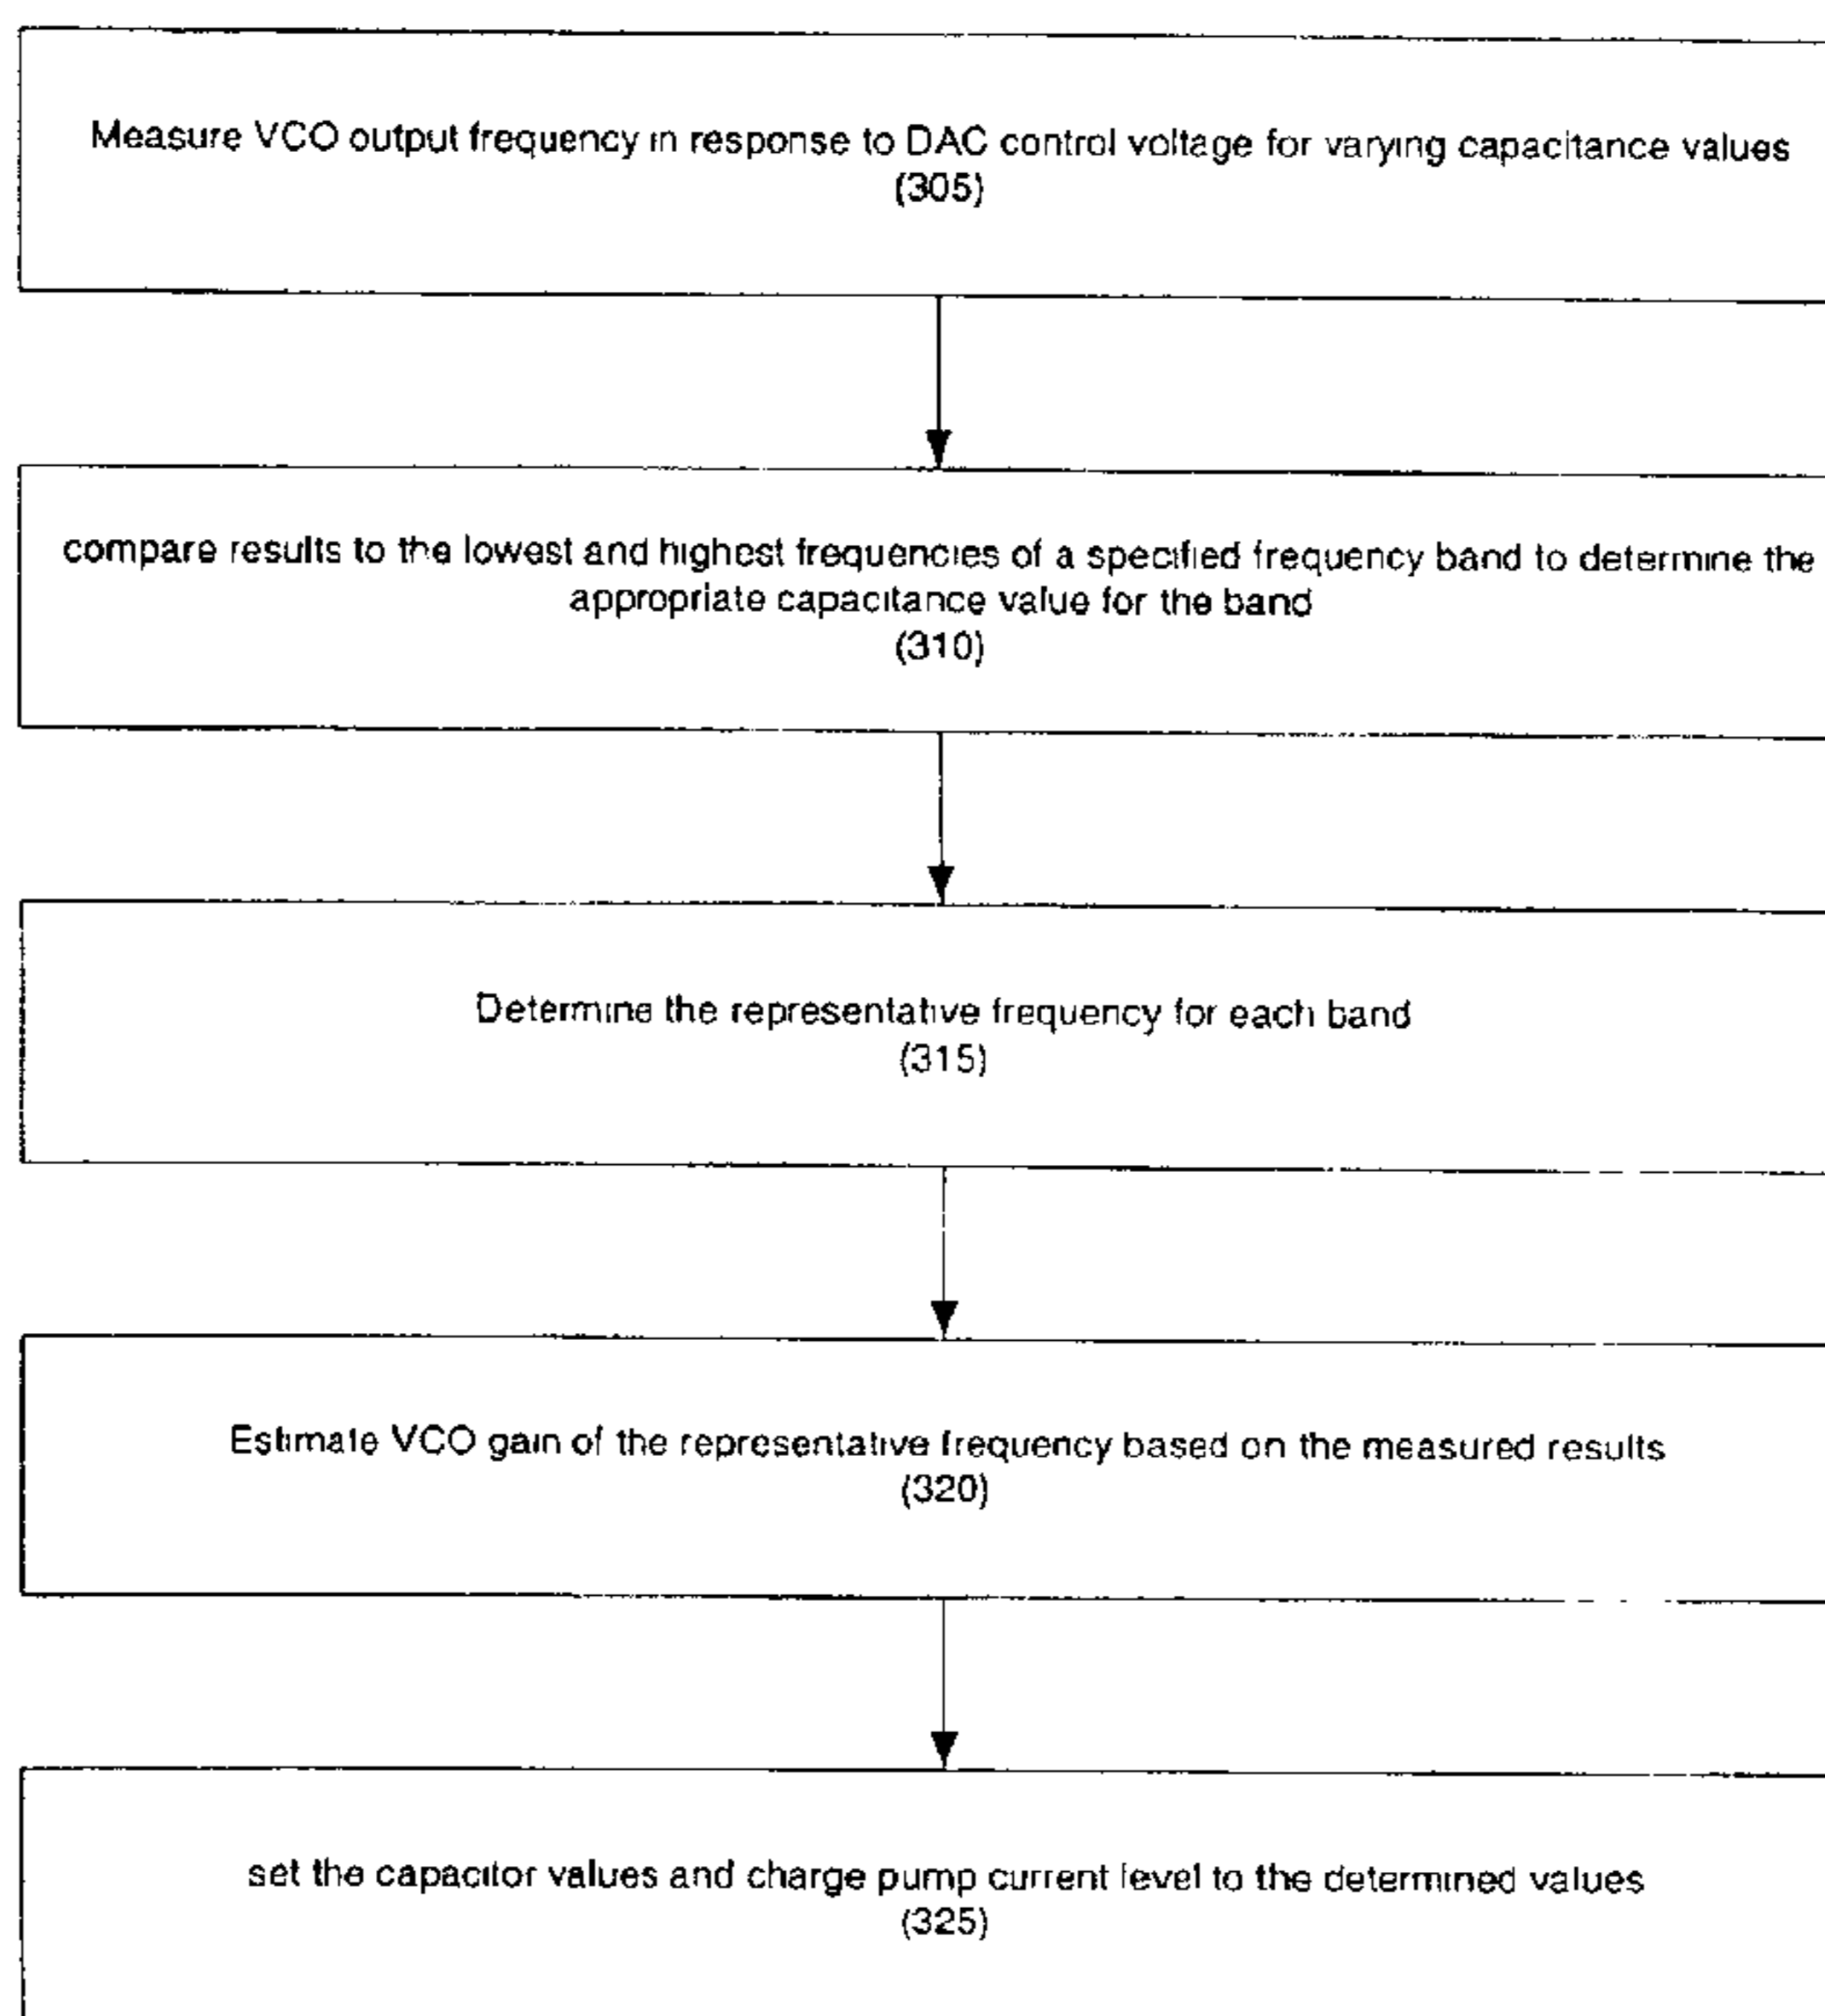 Measure VCO output frequency in response to DAC control voltage for varying capacitance values
(305)
compare results to the lowest and highest frequencies of a specified frequency band to determine the
appropriate capacitance value for the band
(310)
Determine the representative frequency for each band
(315)
Estimate VCO gain of the representative frequency based on the measured results
(320)
set the capacitor values and charge pump current level to the determined values
(325)